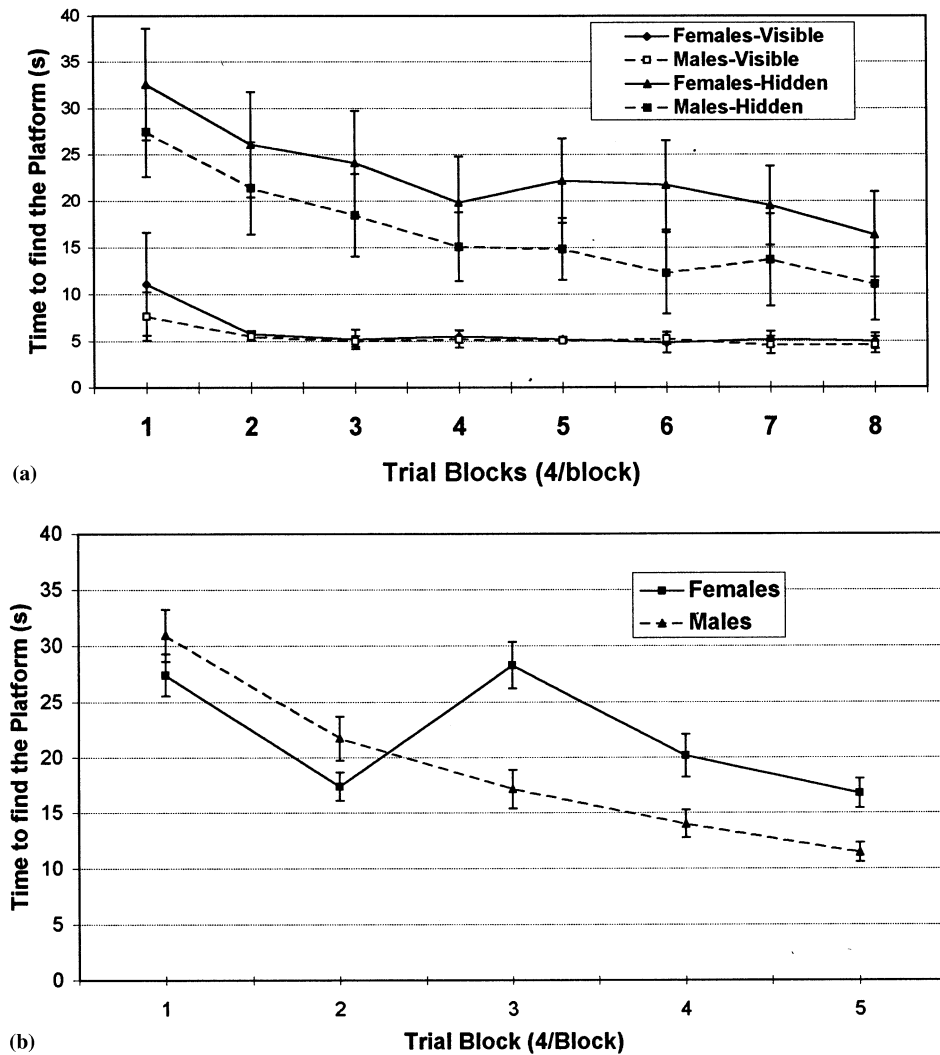 40
35
30
25
20
15
10
5
0
Time to find the Platform (s)
Females-Visible
Males-Visible
Females-Hidden
Males-Hidden
1 2 3 4 5 6 7 8
(a) Trial Blocks (4/block)
40
35
30
25
20
15
10
5
0
Time to find the Platform (s)
Females
Males
1 2 3 4 5
(b) Trial Block (4/Block)